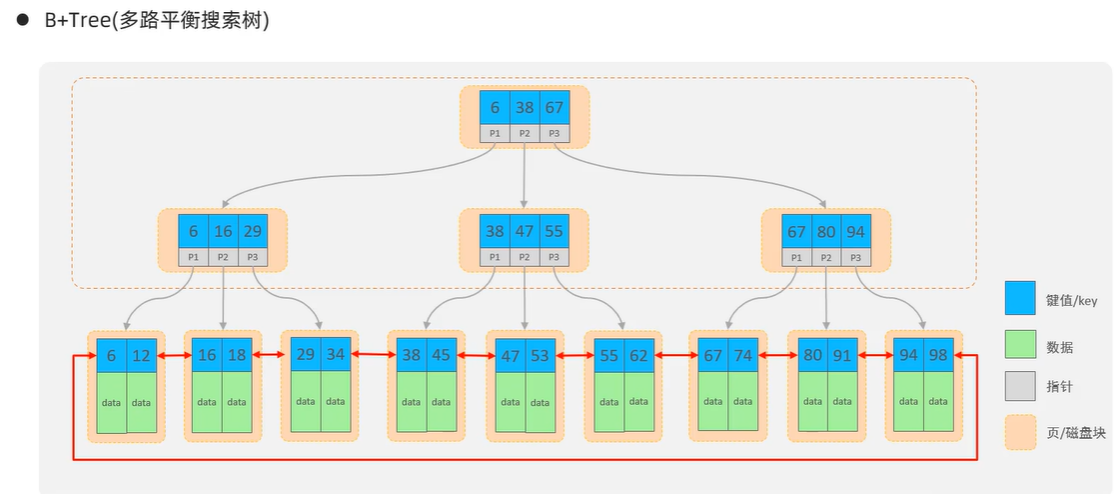 ● B+Tree(多路平衡搜索树)
6 38 67
P1 P2 P3
6 16 29 38 47 55 67 80 94
P1 P2 P3 P1 P2 P3 P1 P2 P3
6 12 16 18 29 34 38 45 47 53 55 62 67 74 80 91 94 98
data data data data data data data data data data data data data data data data data data
键值/key
数据
指针
页/磁盘块